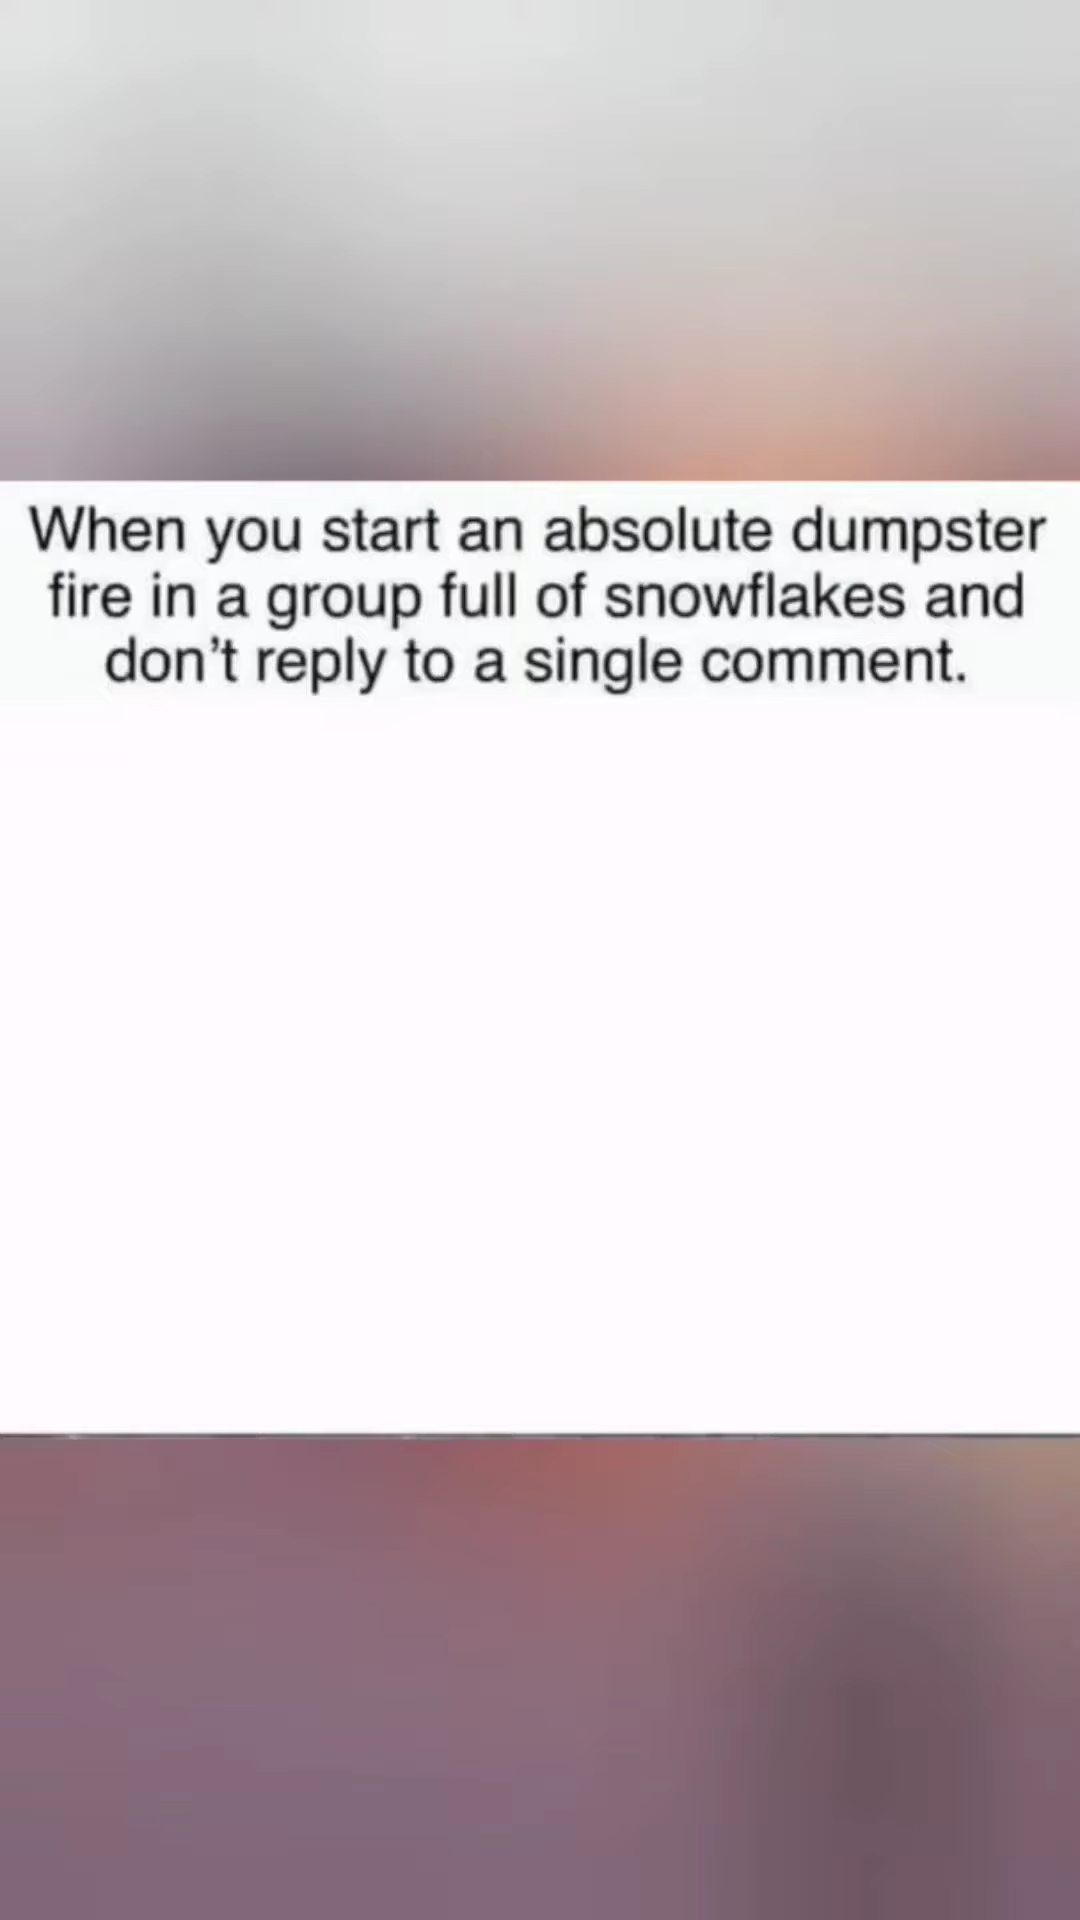 When you start an absolute dumpster
fire in a group full of snowflakes and
don’t reply to a single comment.